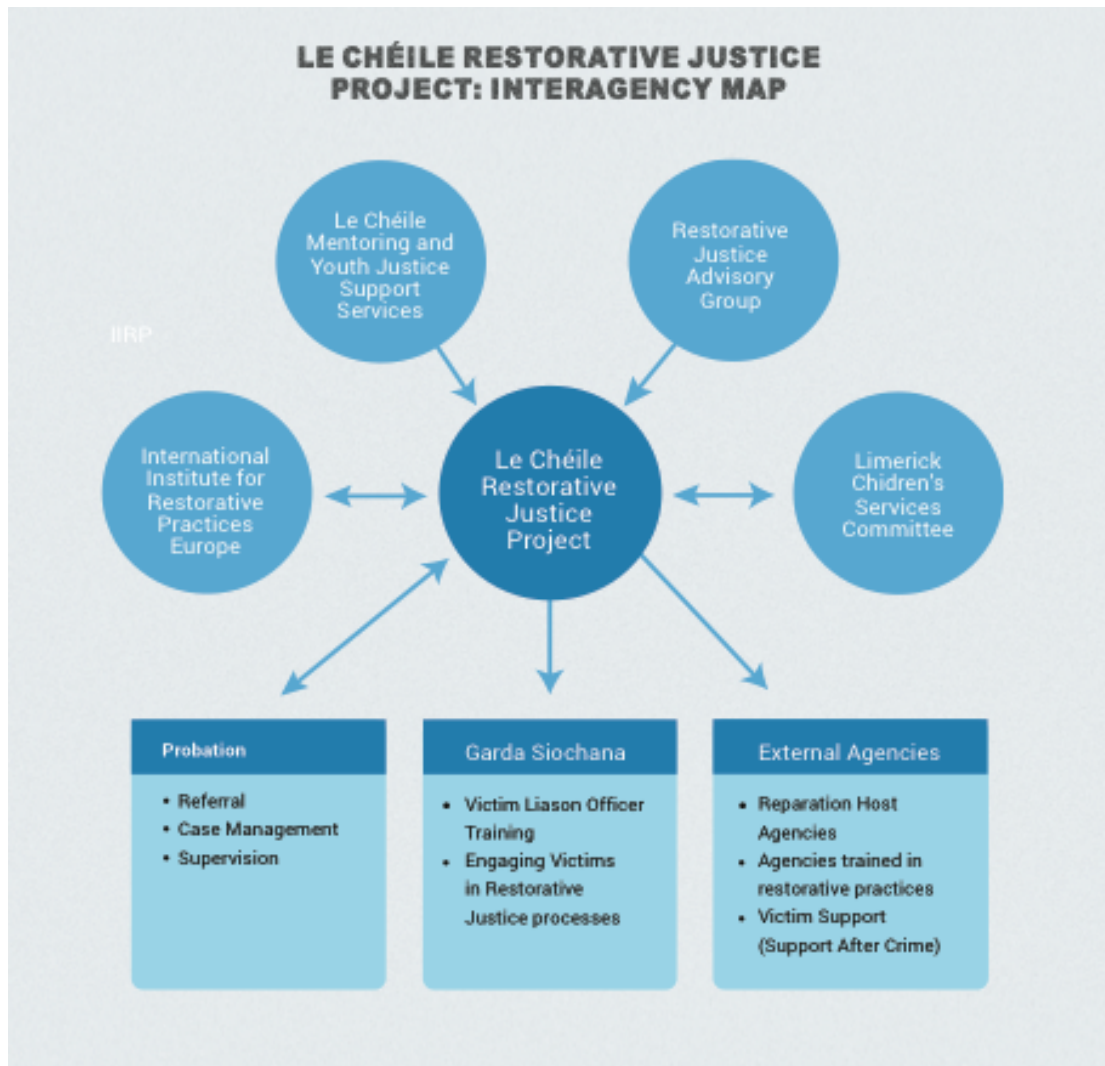 LE CHÉILE RESTORATIVE JUSTICE
PROJECT: INTERAGENCY MAP
Le Chéile
Mentoring and
Youth Justice
Support
Services
Restorative
Justice
Advisory
Group
IIRP
International
Institute for
Restorative
Practices
Europe
Le Chéile
Restorative
Justice
Project
Limerick
Chidren's
Services
Committee
Probation
• Referral
• Case Management
• Supervision
Garda Siochana
• Victim Liason Officer
Training
• Engaging Victims
in Restorative
Justice processes
External Agencies
• Reparation Host
Agencies
• Agencies trained in
restorative practices
• Victim Support
(Support After Crime)